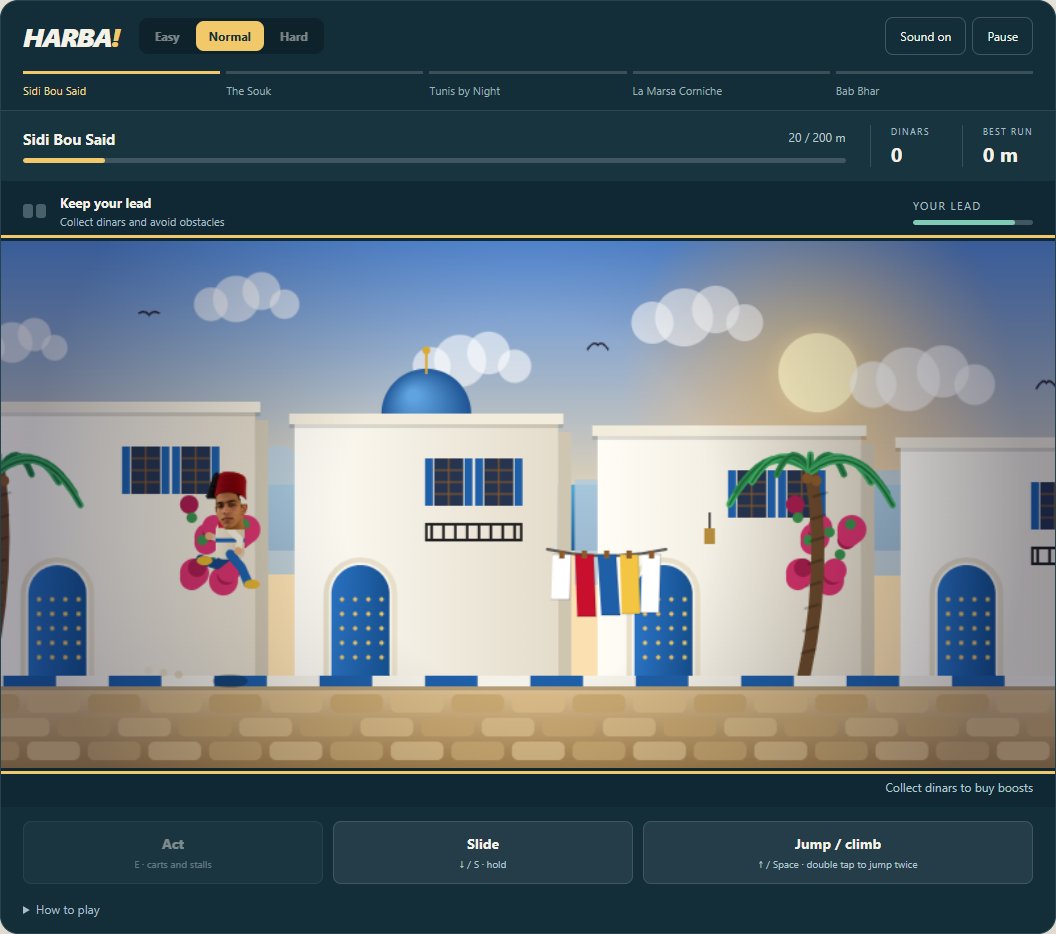 HARBA!
Easy Normal Hard
Sound on
Pause
Sidi Bou Said
The Souk
Tunis by Night
La Marsa Corniche
Bab Bhar
Sidi Bou Said
20 / 200 m
DINARS
0
BEST RUN
0 m
Keep your lead
Collect dinars and avoid obstacles
YOUR LEAD
Collect dinars to buy boosts
Act
E · carts and stalls
Slide
↓ / S · hold
Jump / climb
↑ / Space · double tap to jump twice
How to play